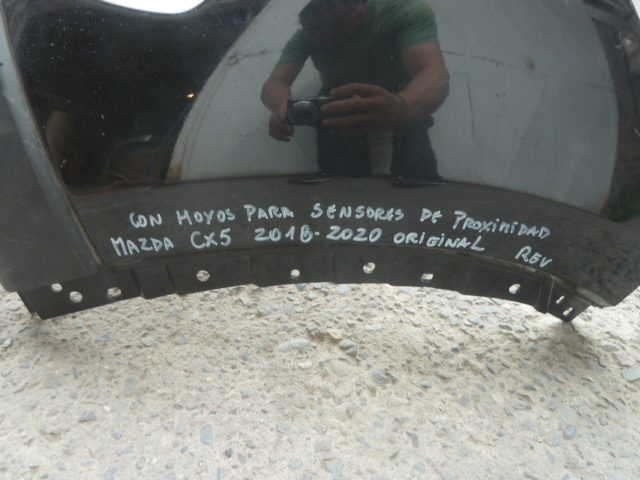 CON HOYOS PARA SENSORES DE PROXIMIDAD
MAZDA CX5 2018-2020 ORIGINAL REV